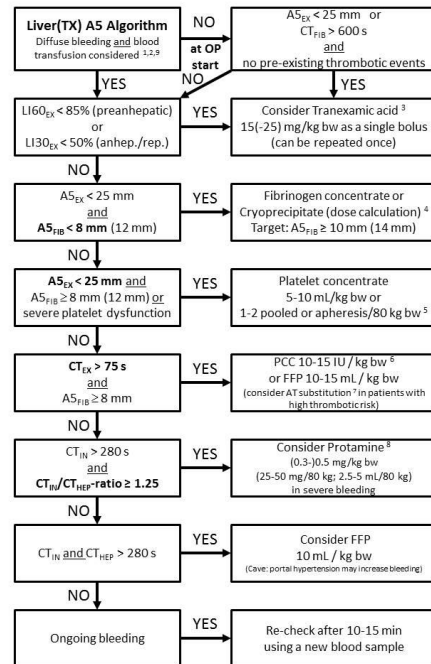 Liver(TX) A5 Algorithm
Diffuse bleeding and blood
transfusion considered 1,2,9
NO
at OP
start
A5EX < 25 mm or
CTFIB > 600 s
and
no pre-existing thrombotic events
YES
NO
YES
LI60EX < 85% (preanhepatic)
or
LI30EX < 50% (anhep./rep.)
YES
Consider Tranexamic acid 3
15(-25) mg/kg bw as a single bolus
(can be repeated once)
NO
A5EX < 25 mm
and
A5FIB < 8 mm (12 mm)
YES
Fibrinogen concentrate or
Cryoprecipitate (dose calculation) 4
Target: A5FIB ≥ 10 mm (14 mm)
NO
A5EX < 25 mm and
A5FIB ≥ 8 mm (12 mm) or
severe platelet dysfunction
YES
Platelet concentrate
5-10 mL/kg bw or
1-2 pooled or apheresis/80 kg bw 5
NO
CTEX > 75 s
and
A5FIB ≥ 8 mm
YES
PCC 10-15 IU / kg bw 6
or FFP 10-15 mL / kg bw
(consider AT substitution 7 in patients with
high thrombotic risk)
NO
CTIN > 280 s
and
CTIN/CTHEP-ratio ≥ 1.25
YES
Consider Protamine 8
(0.3-)0.5 mg/kg bw
(25-50 mg/80 kg; 2.5-5 mL/80 kg)
in severe bleeding
NO
CTIN and CTHEP > 280 s
YES
Consider FFP
10 mL / kg bw
(Cave: portal hypertension may increase bleeding)
NO
Ongoing bleeding
YES
Re-check after 10-15 min
using a new blood sample